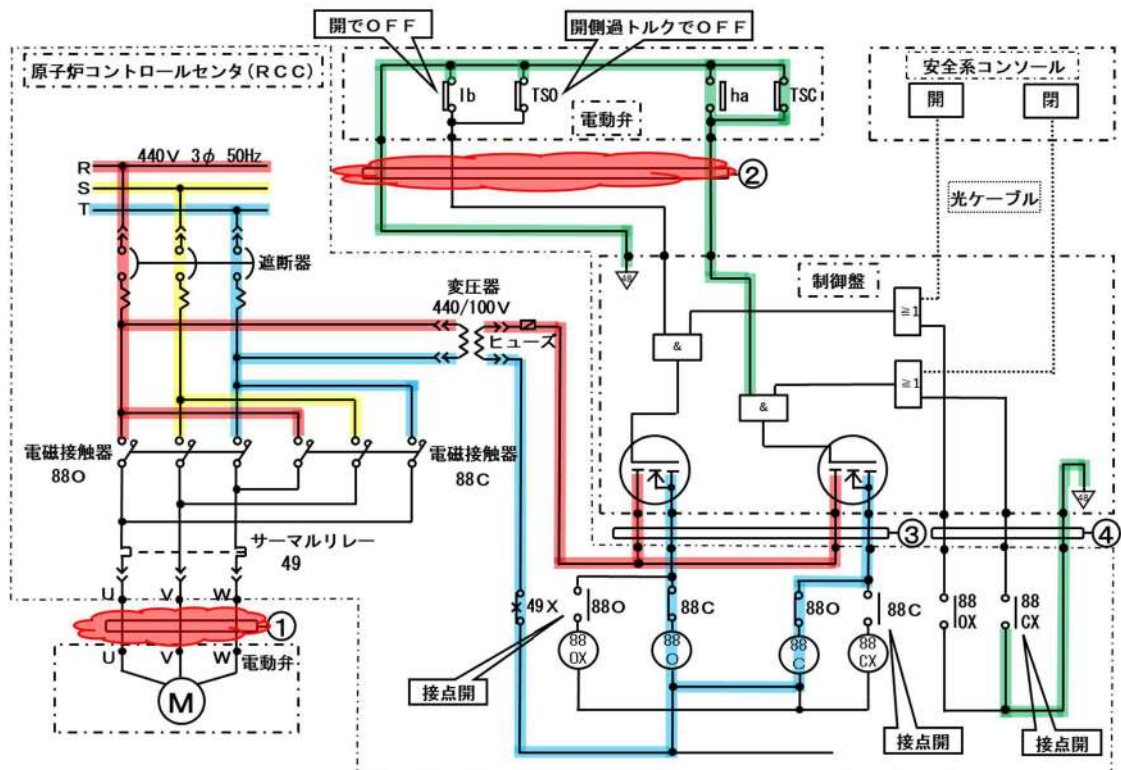 開でOFF
開側過トルクでOFF
原子炉コントロールセンタ(RCC)
安全系コンソール
開
閉
lb
TSO
ha
TSC
電動弁
440V 3φ 50Hz
R
S
T
②
光ケーブル
遮断器
変圧器
440/100V
ヒューズ
48
制御盤
≧1
≧1
&
&
電磁接触器
88O
電磁接触器
88C
48
サーマルリレー
49
③
④
U
V
W
①
U
V
W
電動弁
M
49X
88O
88C
88O
88C
88
OX
88
CX
88
OX
88
O
88
C
88
CX
接点開
接点開
接点開